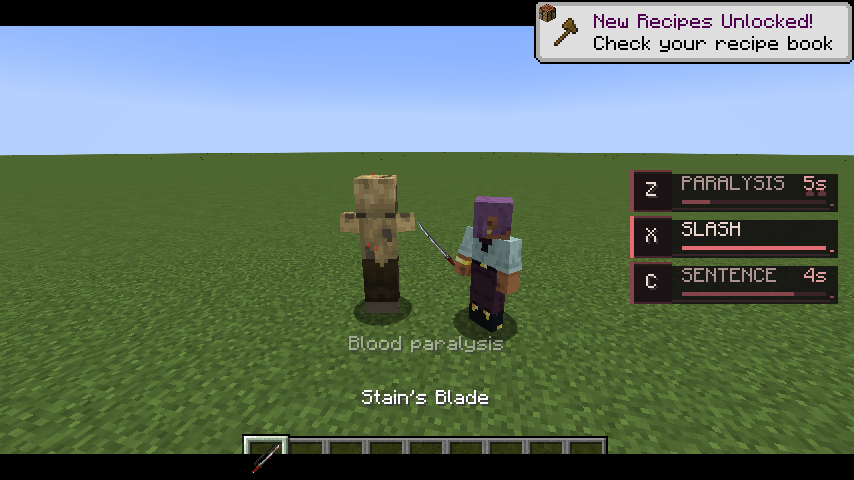 New Recipes Unlocked!
Check your recipe book
Z PARALYSIS 5s
X SLASH
C SENTENCE 4s
Blood paralysis
Stain's Blade